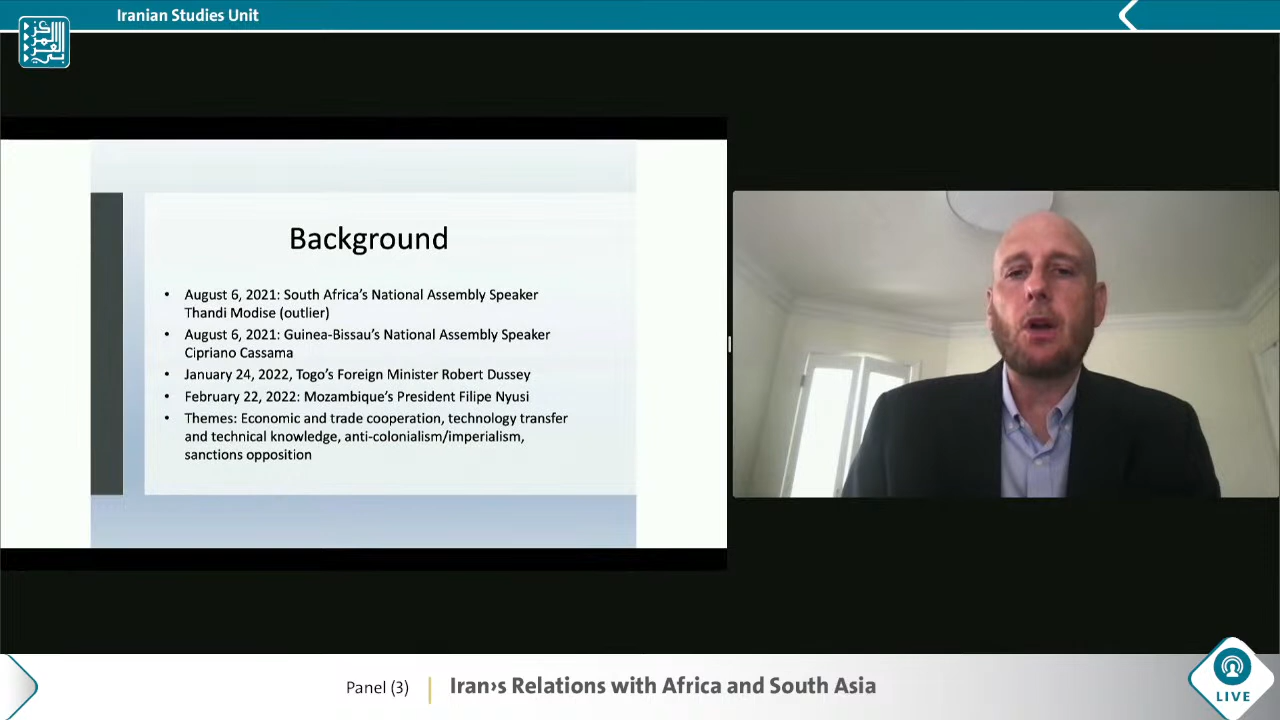 Iranian Studies Unit
المركز
العربي
Background
• August 6, 2021: South Africa's National Assembly Speaker
Thandi Modise (outlier)
• August 6, 2021: Guinea-Bissau's National Assembly Speaker
Cipriano Cassama
• January 24, 2022, Togo's Foreign Minister Robert Dussey
• February 22, 2022: Mozambique's President Filipe Nyusi
• Themes: Economic and trade cooperation, technology transfer
and technical knowledge, anti-colonialism/imperialism,
sanctions opposition
Panel (3)
Iran›s Relations with Africa and South Asia
LIVE